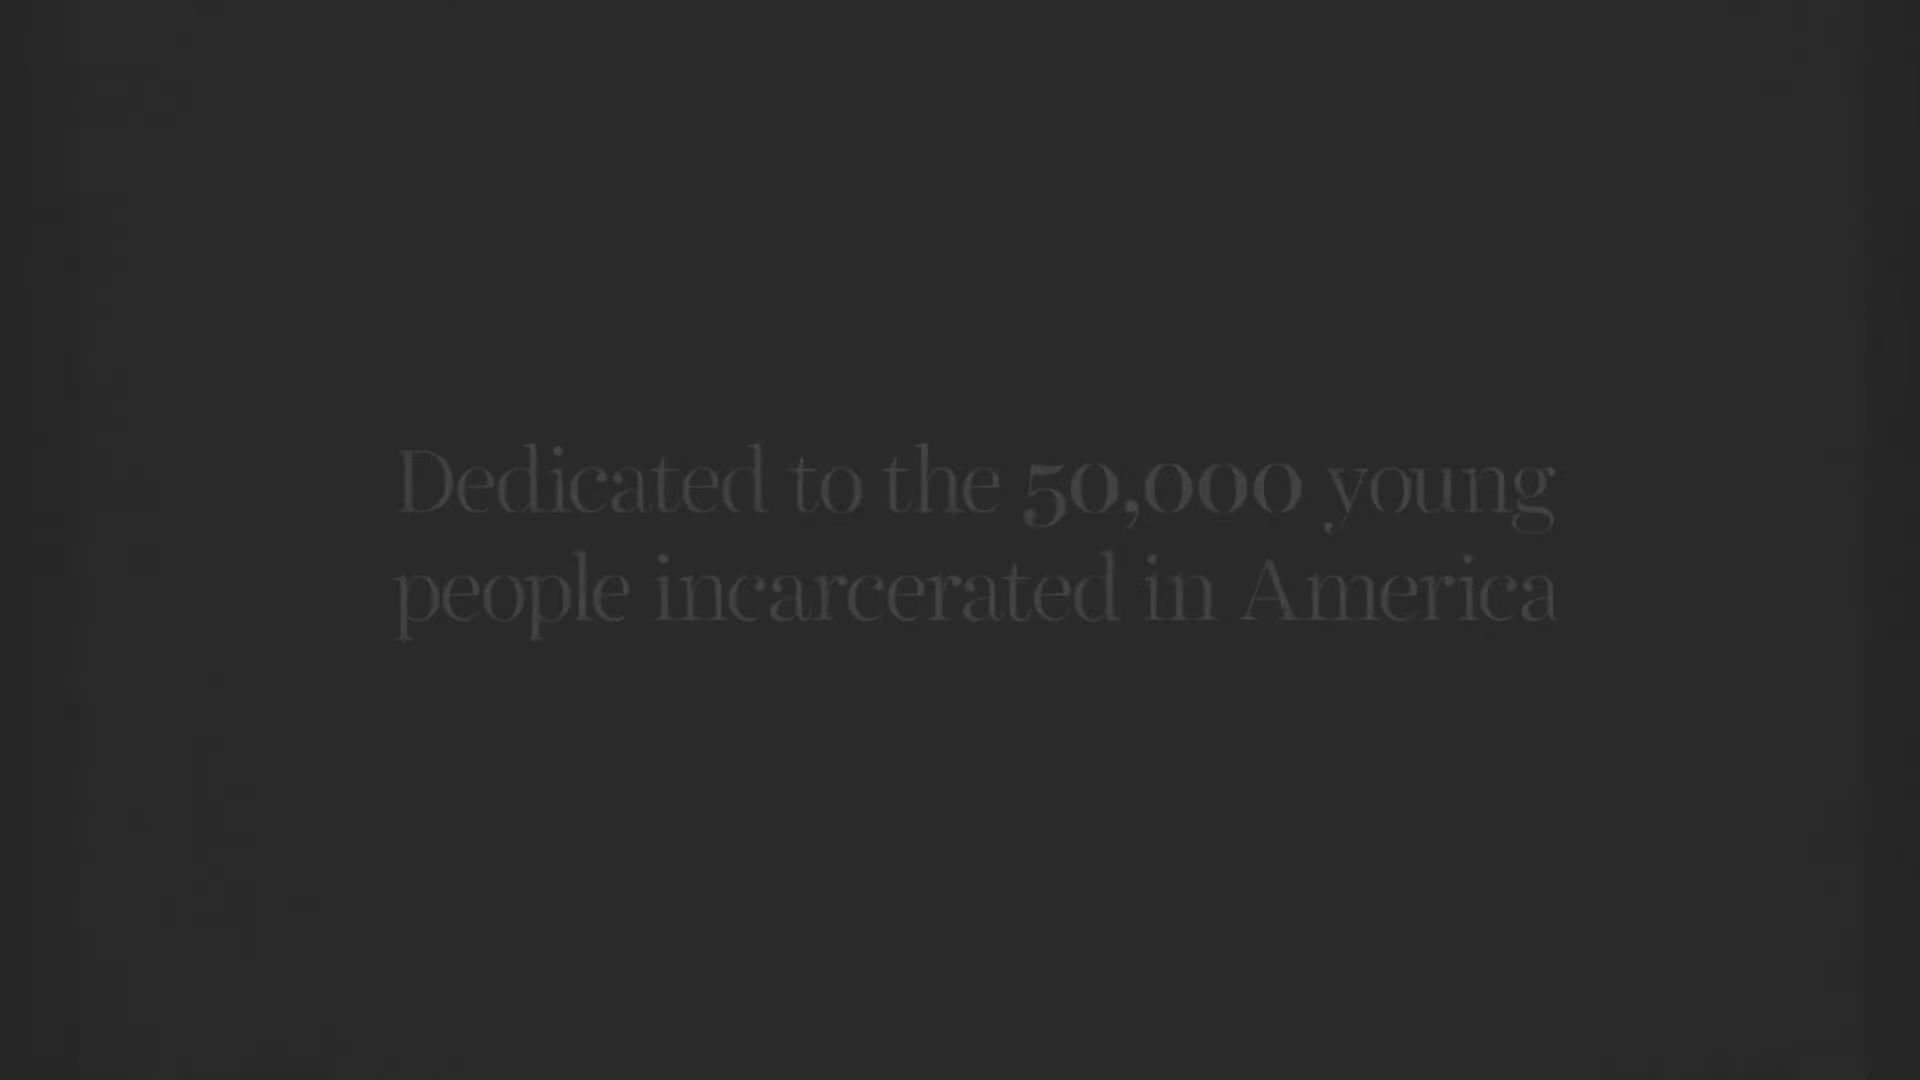 Dedicated to the 50,000 young
people incarcerated in America